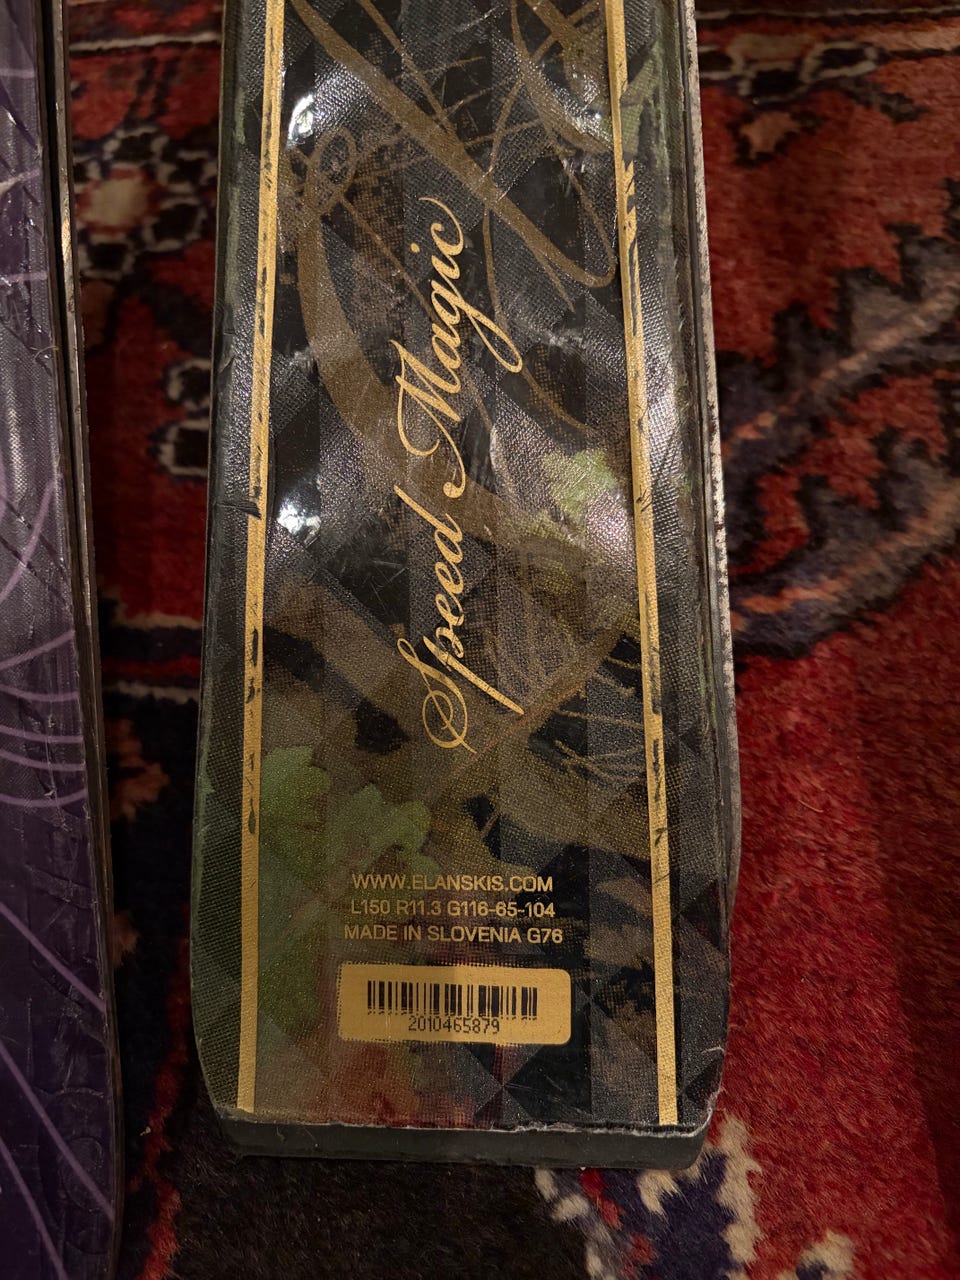 Speed Magic
WWW.ELANSKIS.COM
L150 R11.3 G116-65-104
MADE IN SLOVENIA G76
2010465879